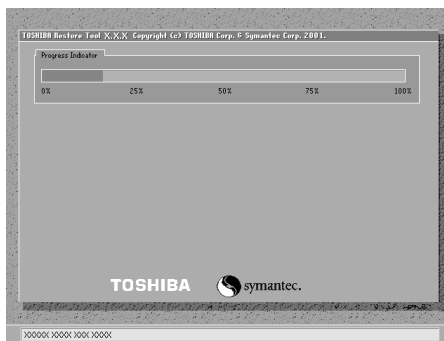 TOSHIBA Restore Tool X.X.X Copyright (c) TOSHIBA Corp. & Symantec Corp. 2001.
Progress Indicator
0% 25% 50% 75% 100%
TOSHIBA symantec.
XXXXX XXXX XXX XXXX